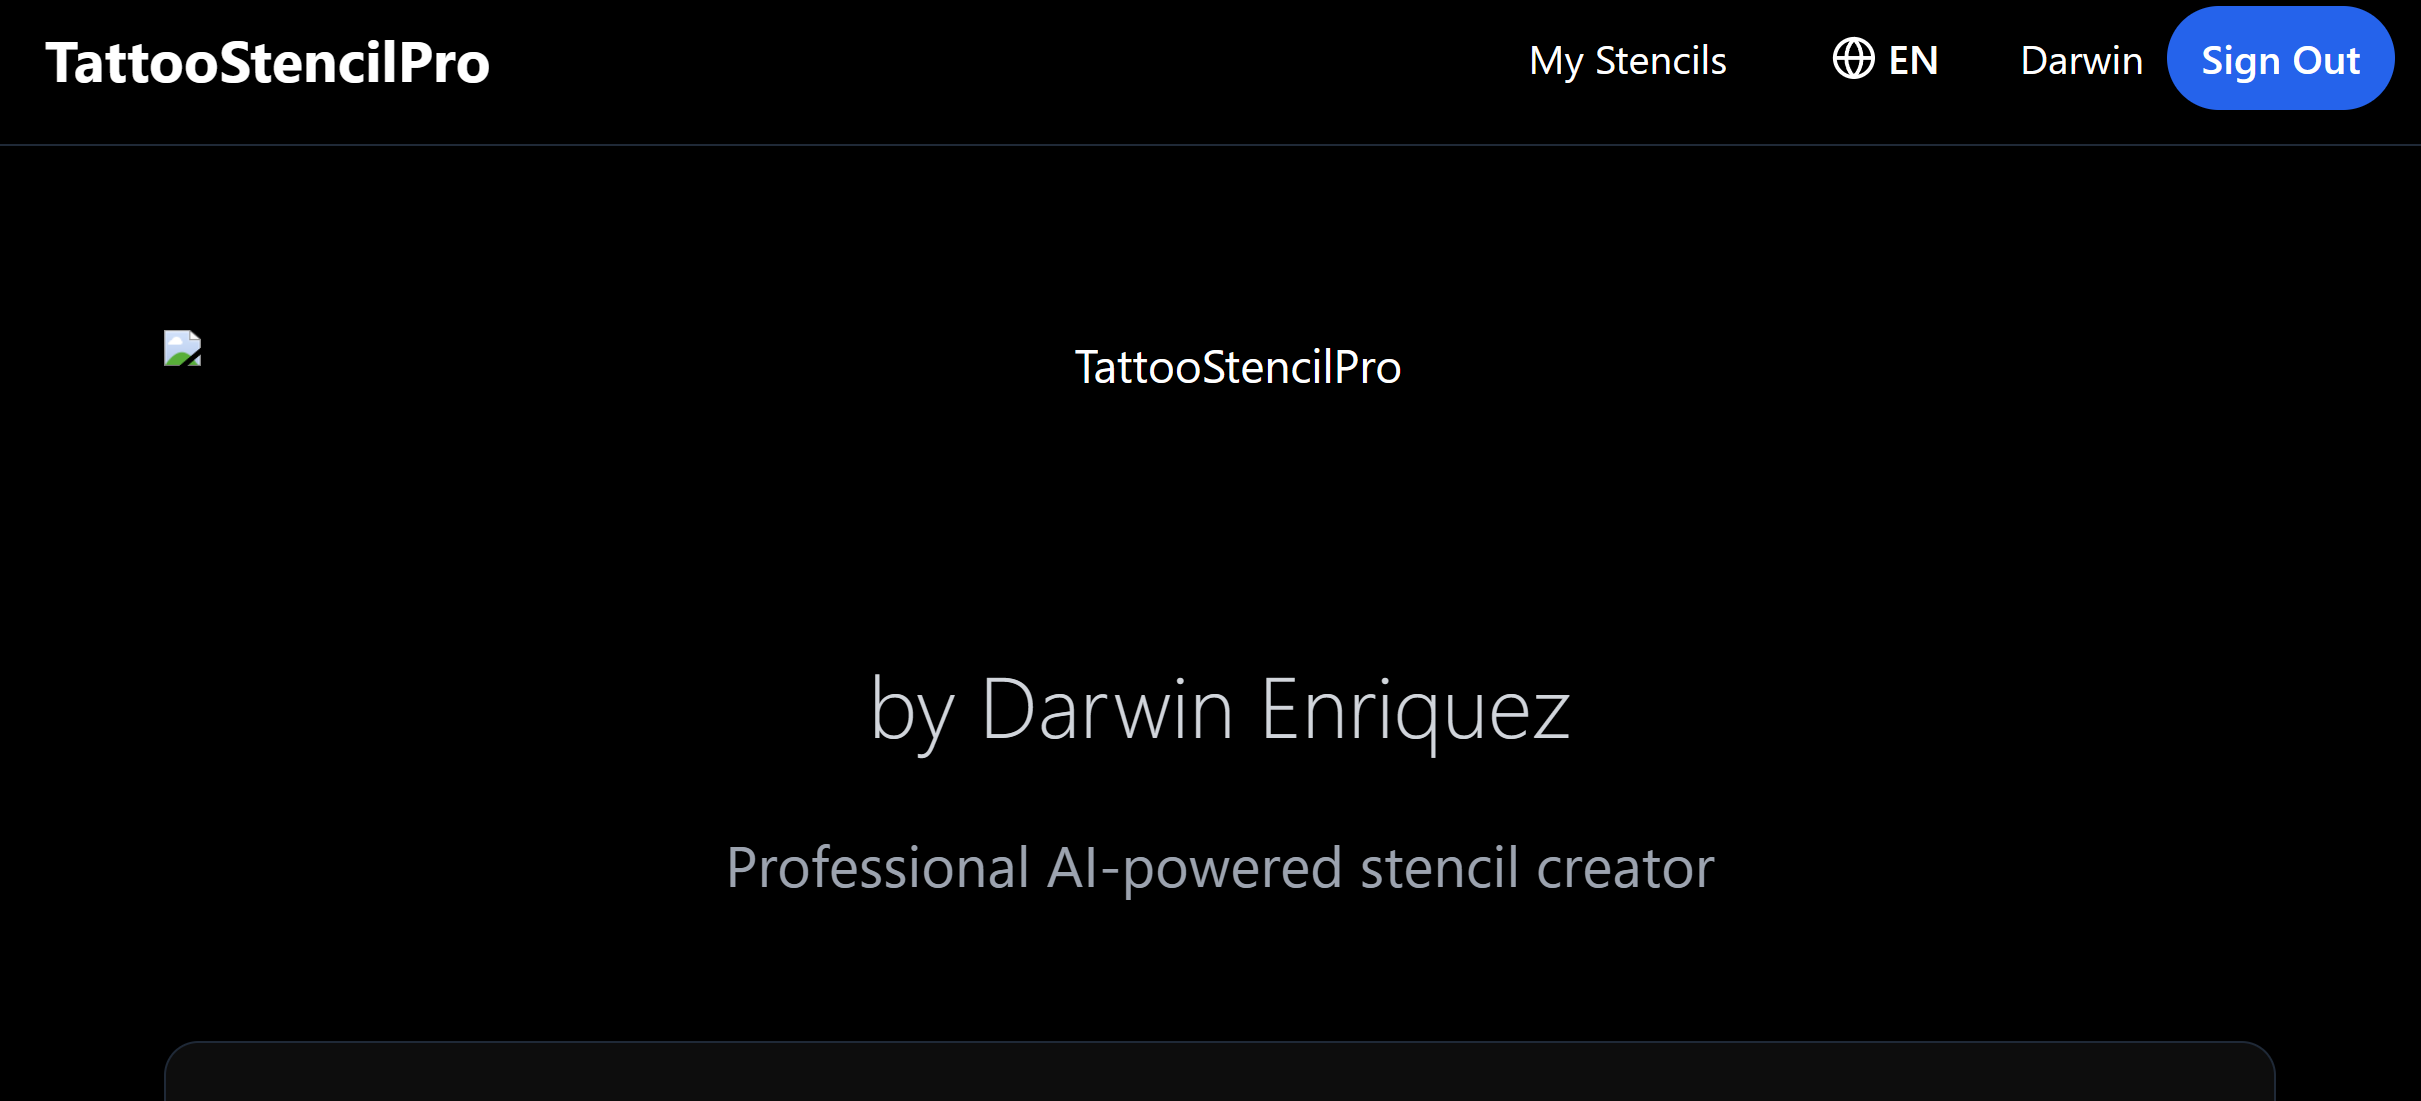 TattooStencilPro
My Stencils
EN
Darwin
Sign Out
TattooStencilPro
by Darwin Enriquez
Professional AI-powered stencil creator